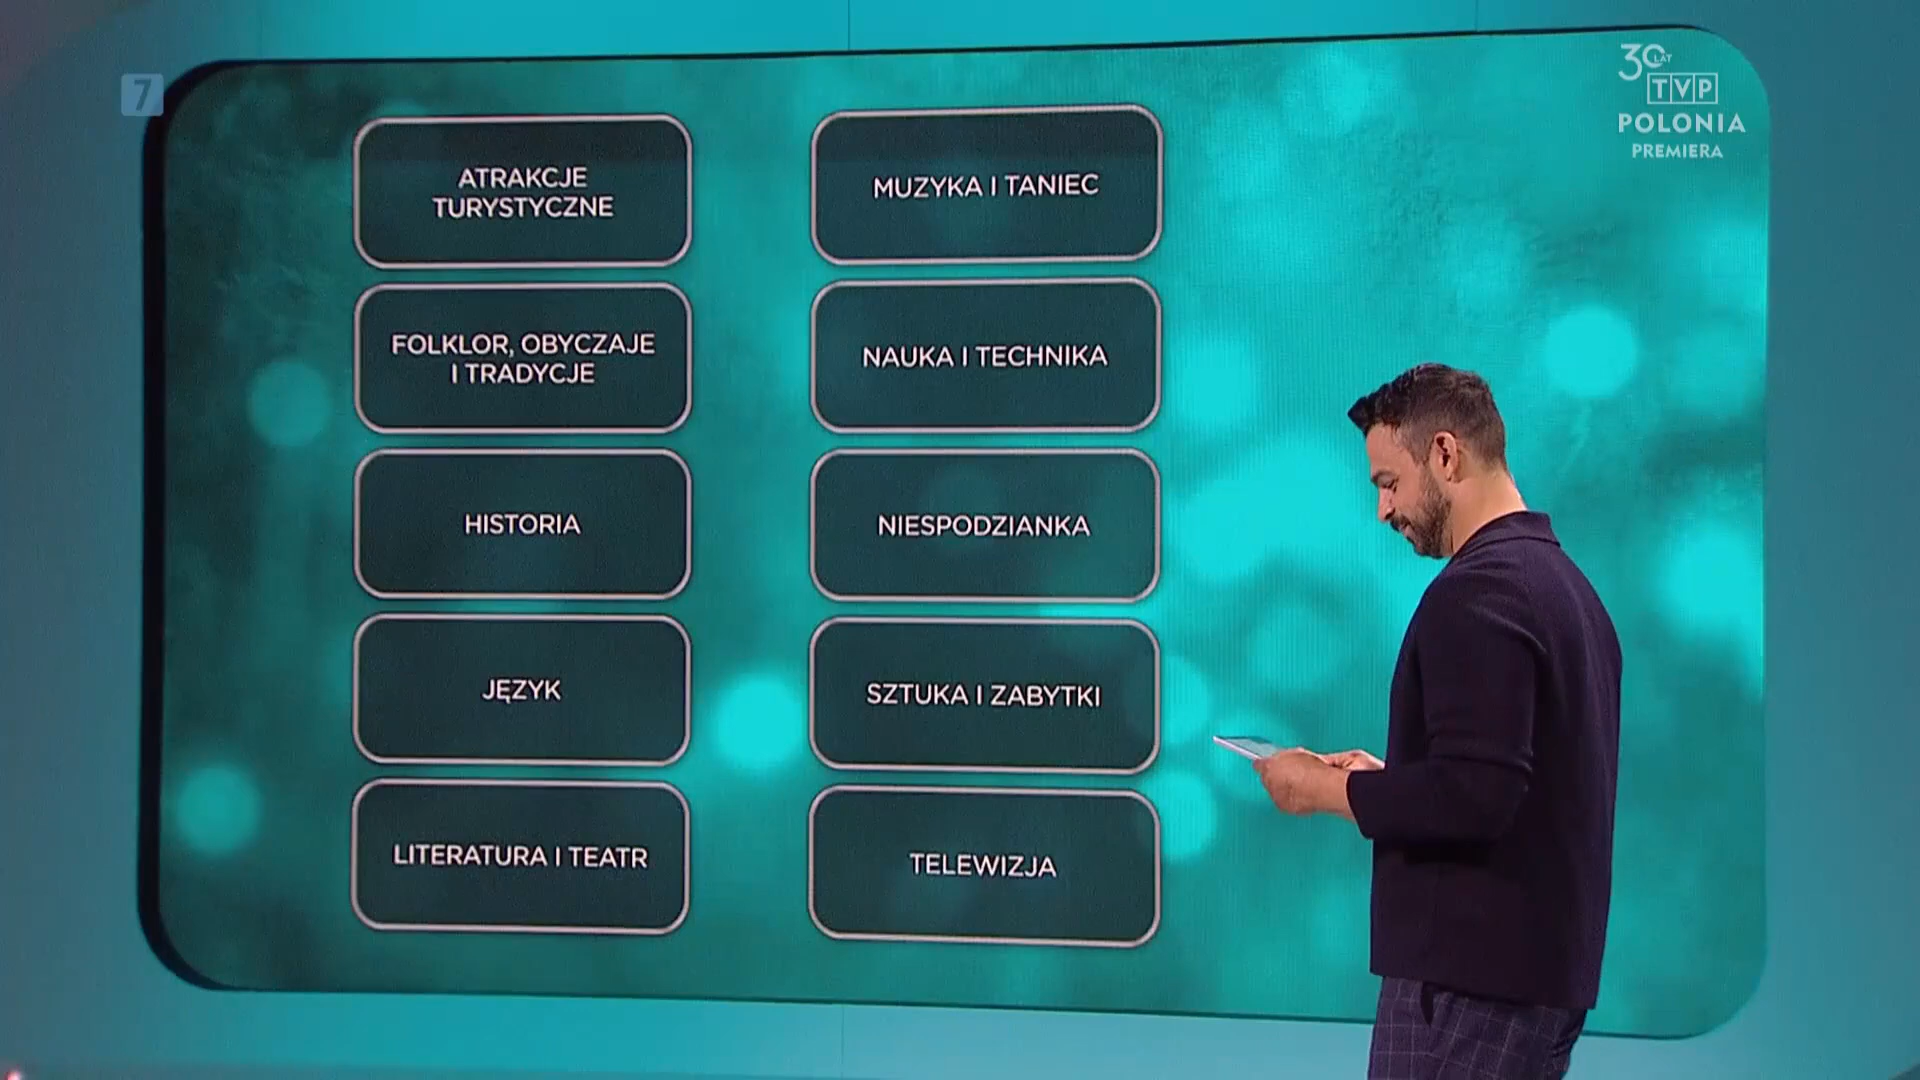 7
30 LAT
TVP
POLONIA
PREMIERA
ATRAKCJE
TURYSTYCZNE
FOLKLOR, OBYCZAJE
I TRADYCJE
HISTORIA
JĘZYK
LITERATURA I TEATR
MUZYKA I TANIEC
NAUKA I TECHNIKA
NIESPODZIANKA
SZTUKA I ZABYTKI
TELEWIZJA